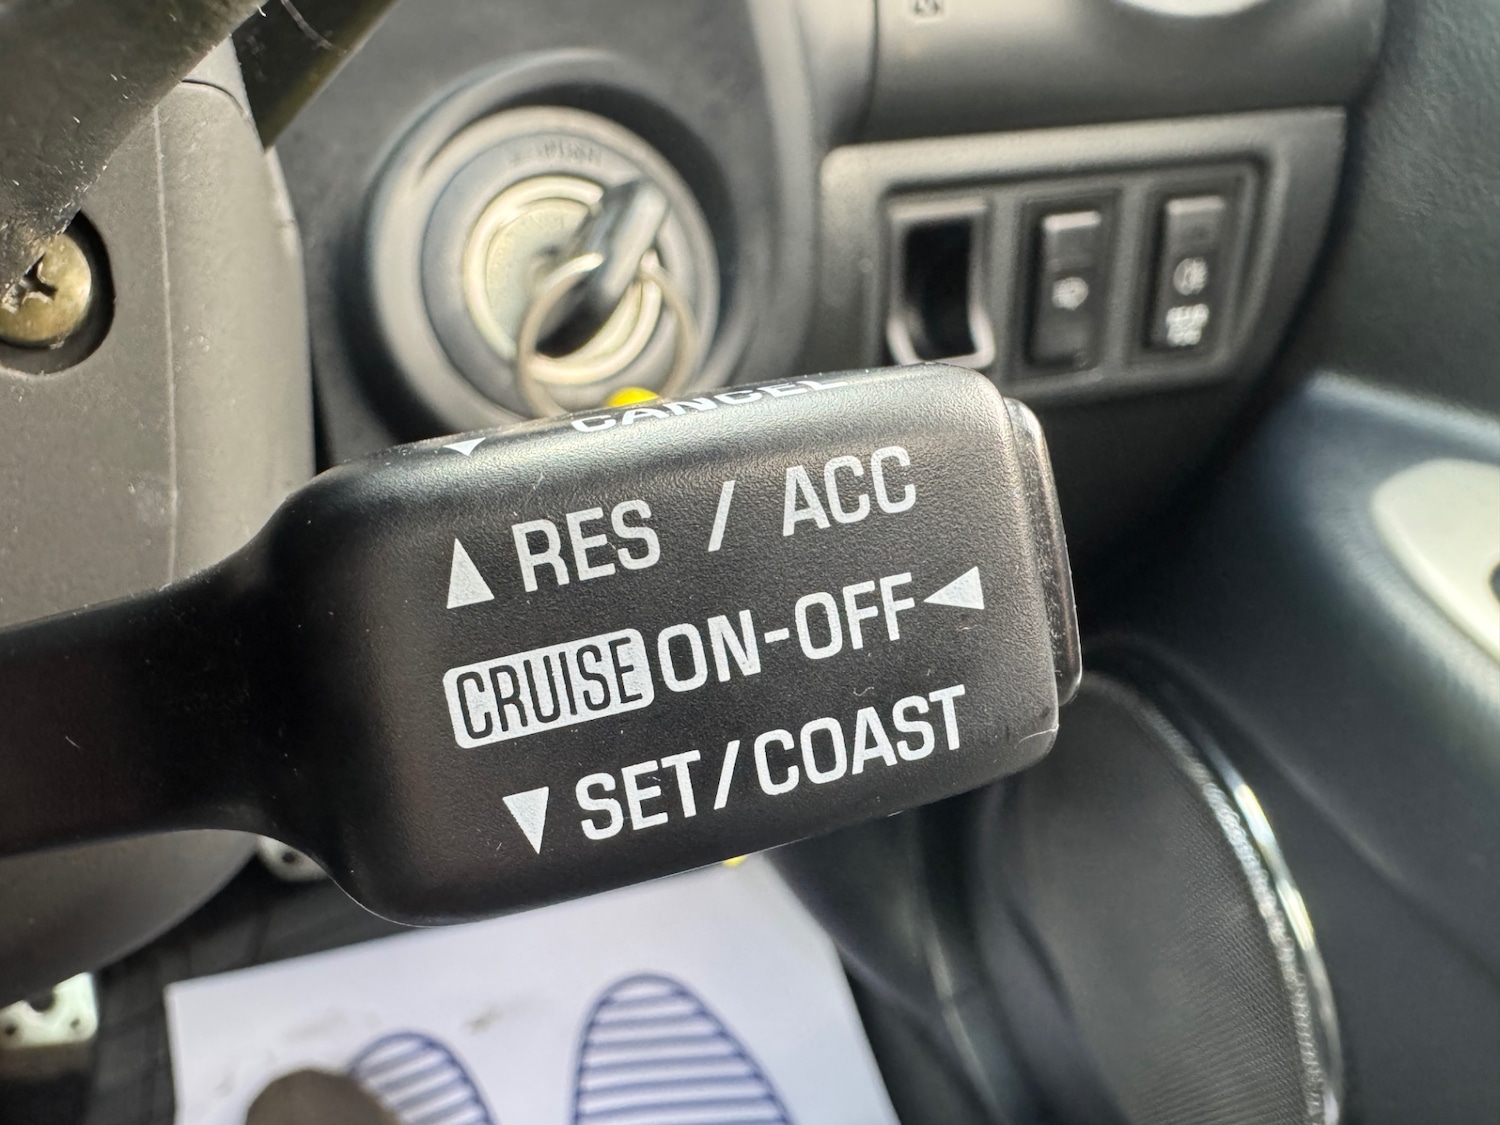 CANCEL
RES / ACC
CRUISE ON-OFF
SET/COAST